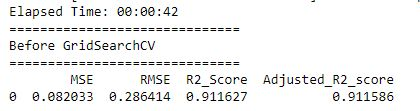 Elapsed Time: 00:00:42
==============================
Before GridSearchCV
==============================
MSE RMSE R2_Score Adjusted_R2_score
0 0.082033 0.286414 0.911627 0.911586